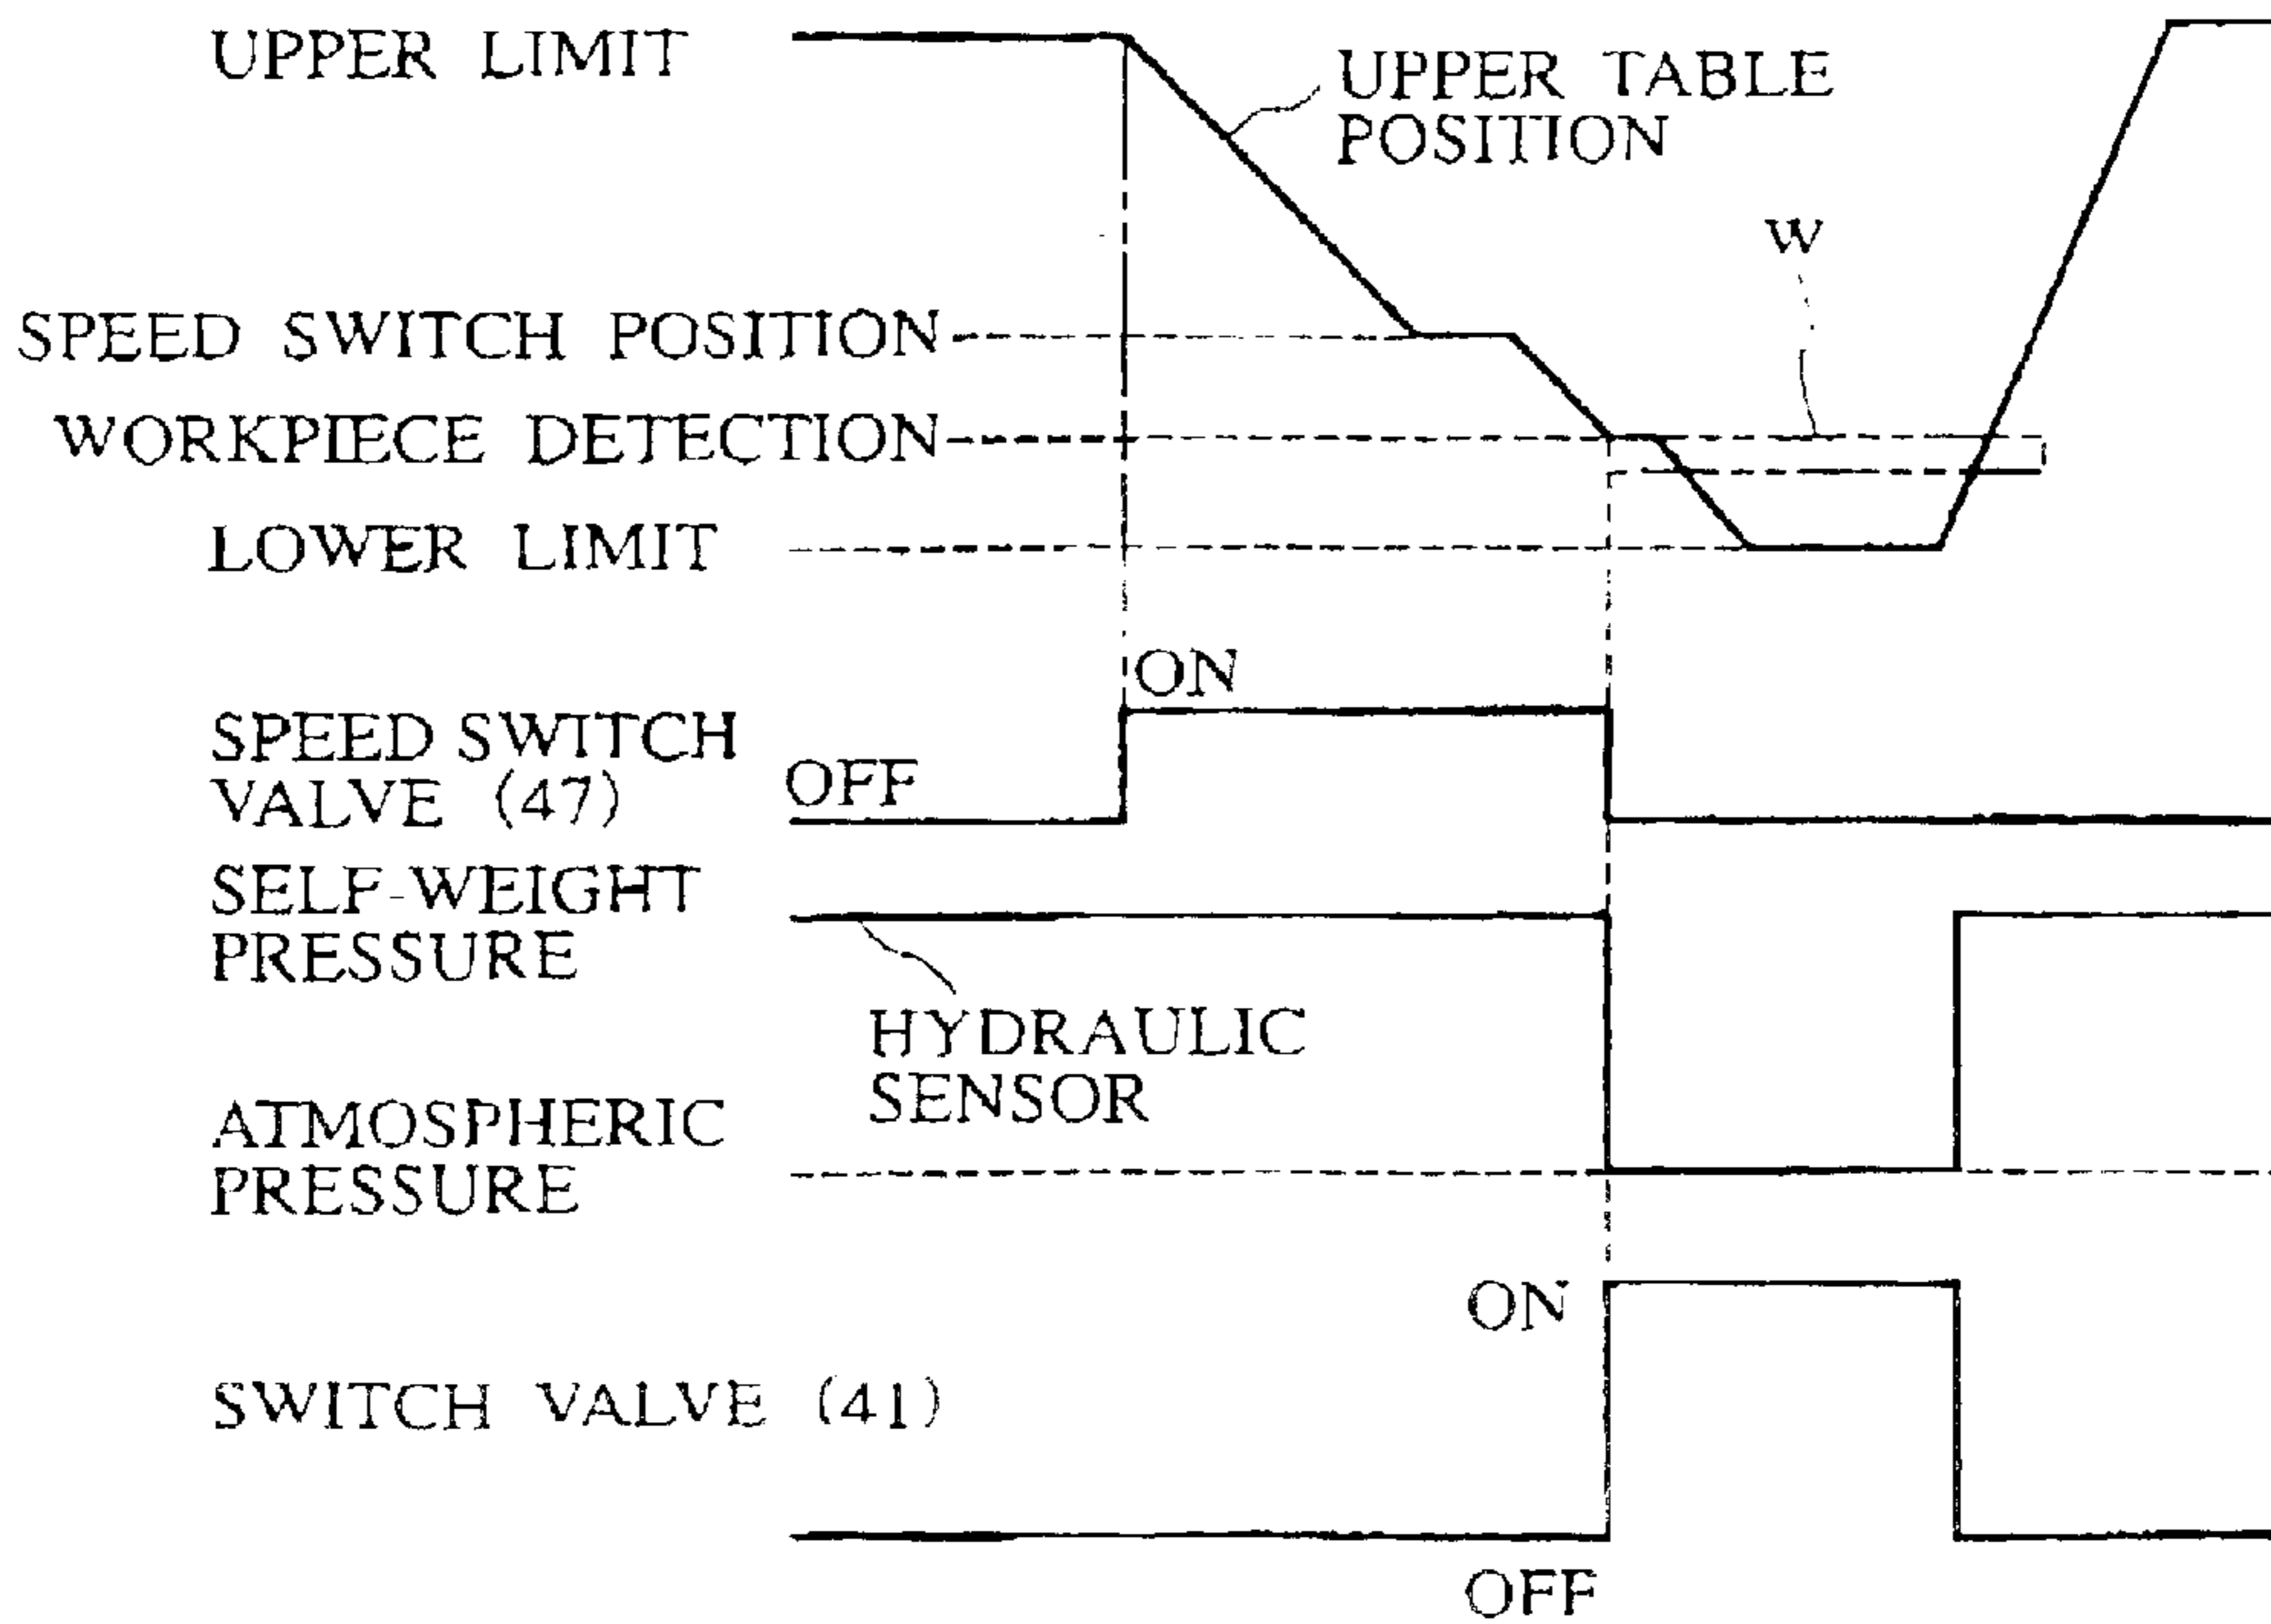 UPPER LIMIT
UPPER TABLE
POSITION
W
SPEED SWITCH POSITION
WORKPIECE DETECTION
LOWER LIMIT
ON
SPEED SWITCH
VALVE (47)
OFF
SELF-WEIGHT
PRESSURE
HYDRAULIC
SENSOR
ATMOSPHERIC
PRESSURE
ON
SWITCH VALVE (41)
OFF